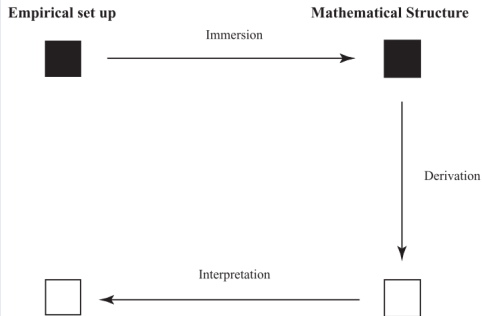 Empirical set up
Mathematical Structure
Immersion
Derivation
Interpretation